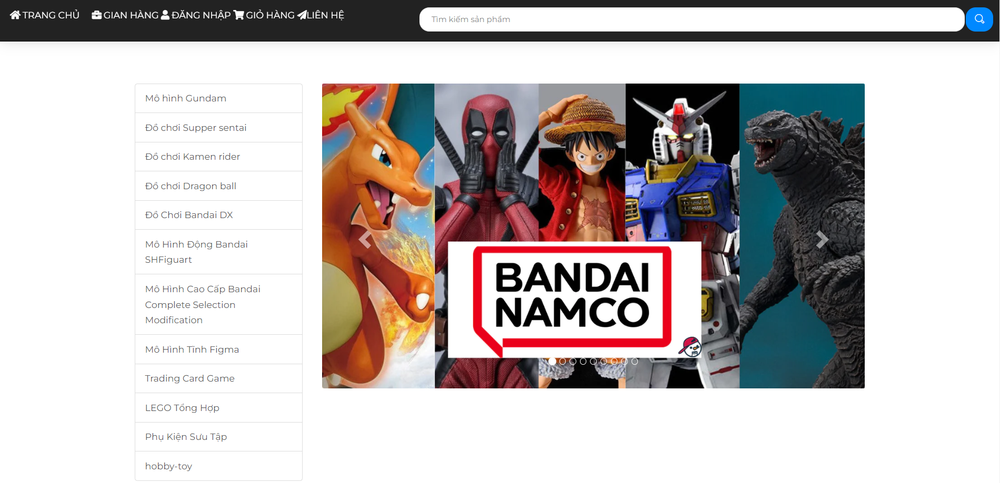 TRANG CHỦ GIAN HÀNG ĐĂNG NHẬP GIỎ HÀNG LIÊN HỆ
Tìm kiếm sản phẩm
Mô hình Gundam
Đồ chơi Supper sentai
Đồ chơi Kamen rider
Đồ chơi Dragon ball
Đồ Chơi Bandai DX
Mô Hình Động Bandai
SHFiguart
Mô Hình Cao Cấp Bandai
Complete Selection
Modification
Mô Hình Tĩnh Figma
Trading Card Game
LEGO Tổng Hợp
Phụ Kiện Sưu Tập
hobby-toy
BANDAI
NAMCO